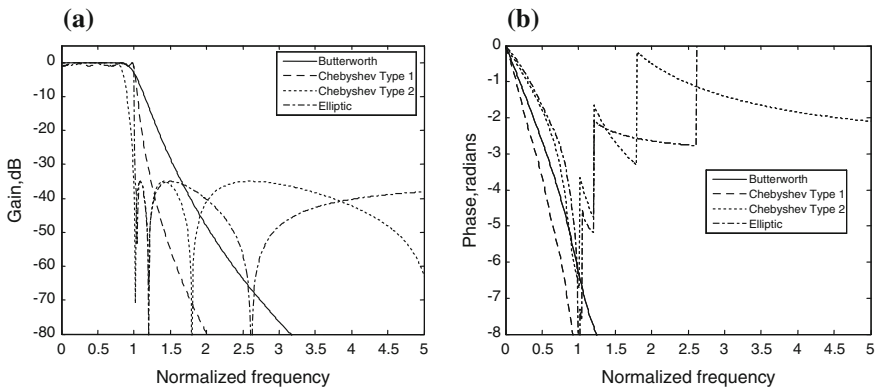 (a)
0
-10
-20
-30
-40
-50
-60
-70
-80
Gain,dB
0 0.5 1 1.5 2 2.5 3 3.5 4 4.5 5
Normalized frequency
Butterworth
Chebyshev Type 1
Chebyshev Type 2
Elliptic
(b)
0
-1
-2
-3
-4
-5
-6
-7
-8
Phase,radians
0 0.5 1 1.5 2 2.5 3 3.5 4 4.5 5
Normalized frequency
Butterworth
Chebyshev Type 1
Chebyshev Type 2
Elliptic